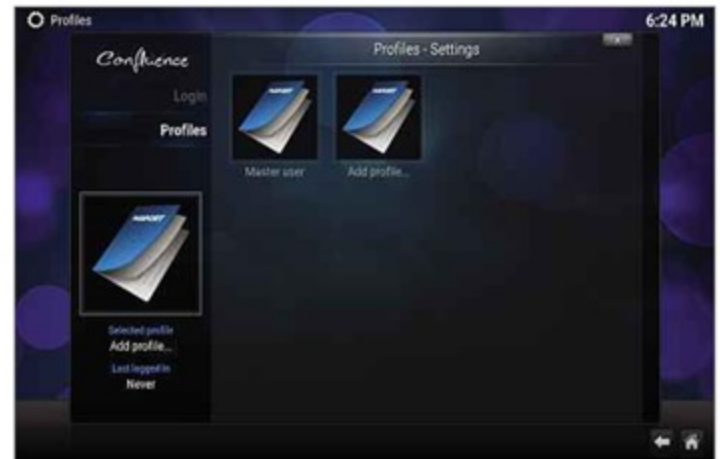 Profiles
6:24 PM
Confluence
Profiles - Settings
Login
Profiles
Master user
Add profile...
Selected profile
Add profile...
Last logged in
Never